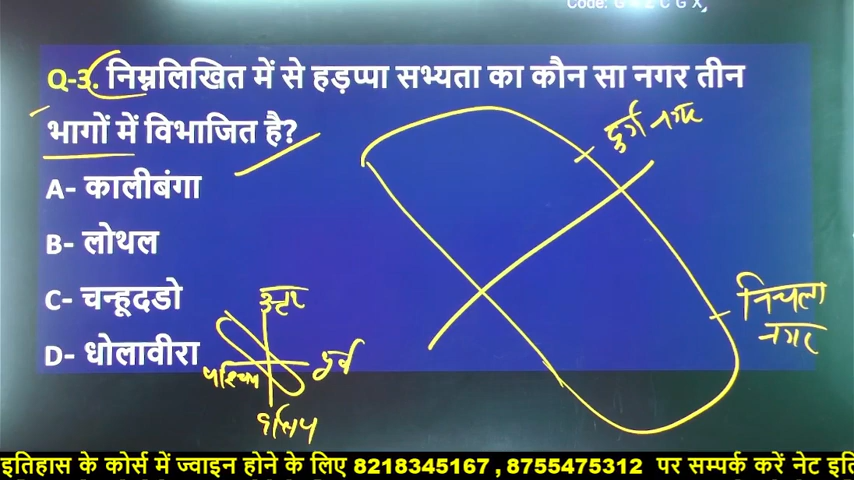 Q-3. निम्नलिखित में से हड़प्पा सभ्यता का कौन सा नगर तीन
भागों में विभाजित है?
A- कालीबंगा
B- लोथल
C- चन्हूदडो
D- धोलावीरा
दुर्ग नगर
निचला
नगर
उत्तर
पश्चिम
पूर्व
इतिहास के कोर्स में ज्वाइन होने के लिए 8218345167 , 8755475312 पर सम्पर्क करें नेट इति